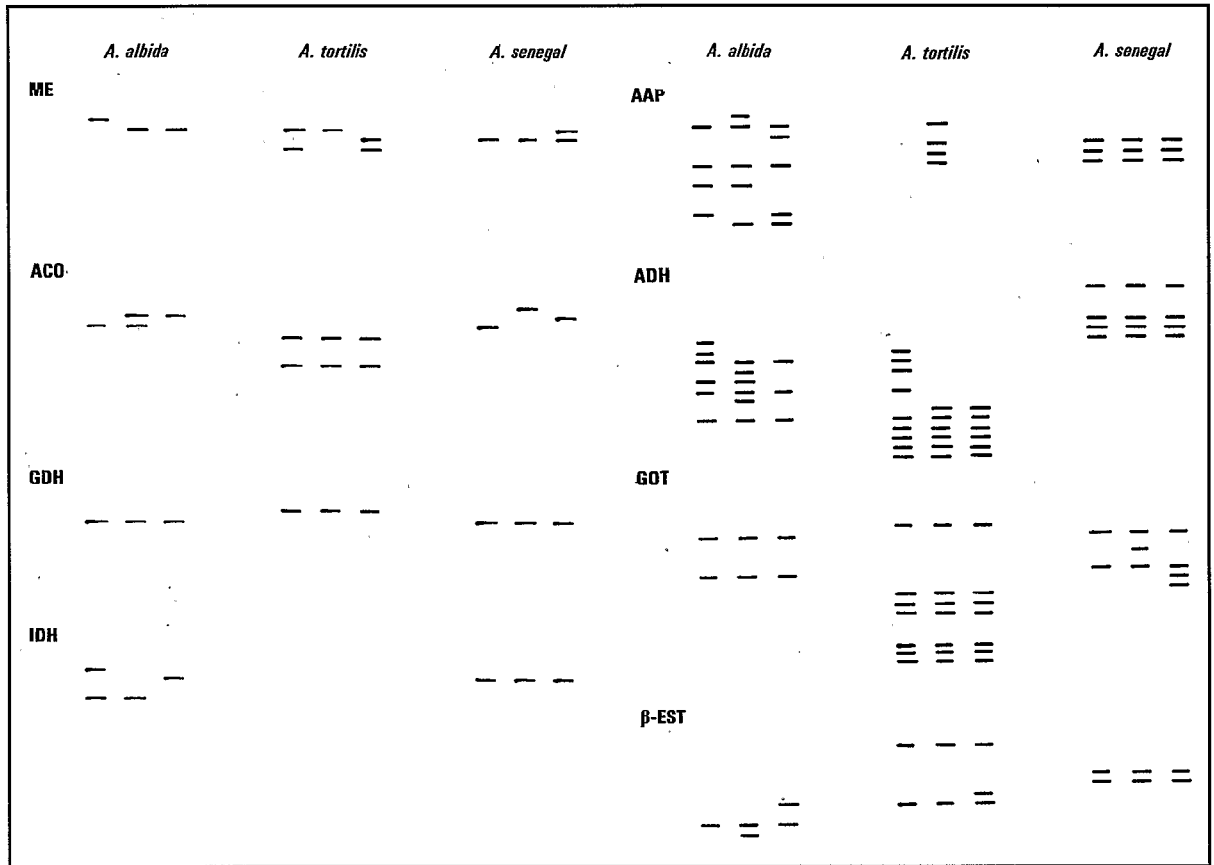 A. albida A. tortilis A. senegal A. albida A. tortilis A. senegal
ME AAP
ACO ADH
GDH GOT
IDH
β-EST